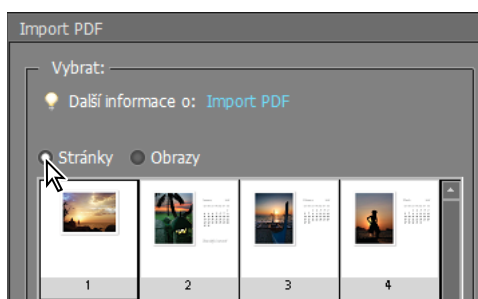 Import PDF
Vybrat:
Další informace o: Import PDF
Stránky Obrazy
1 2 3 4